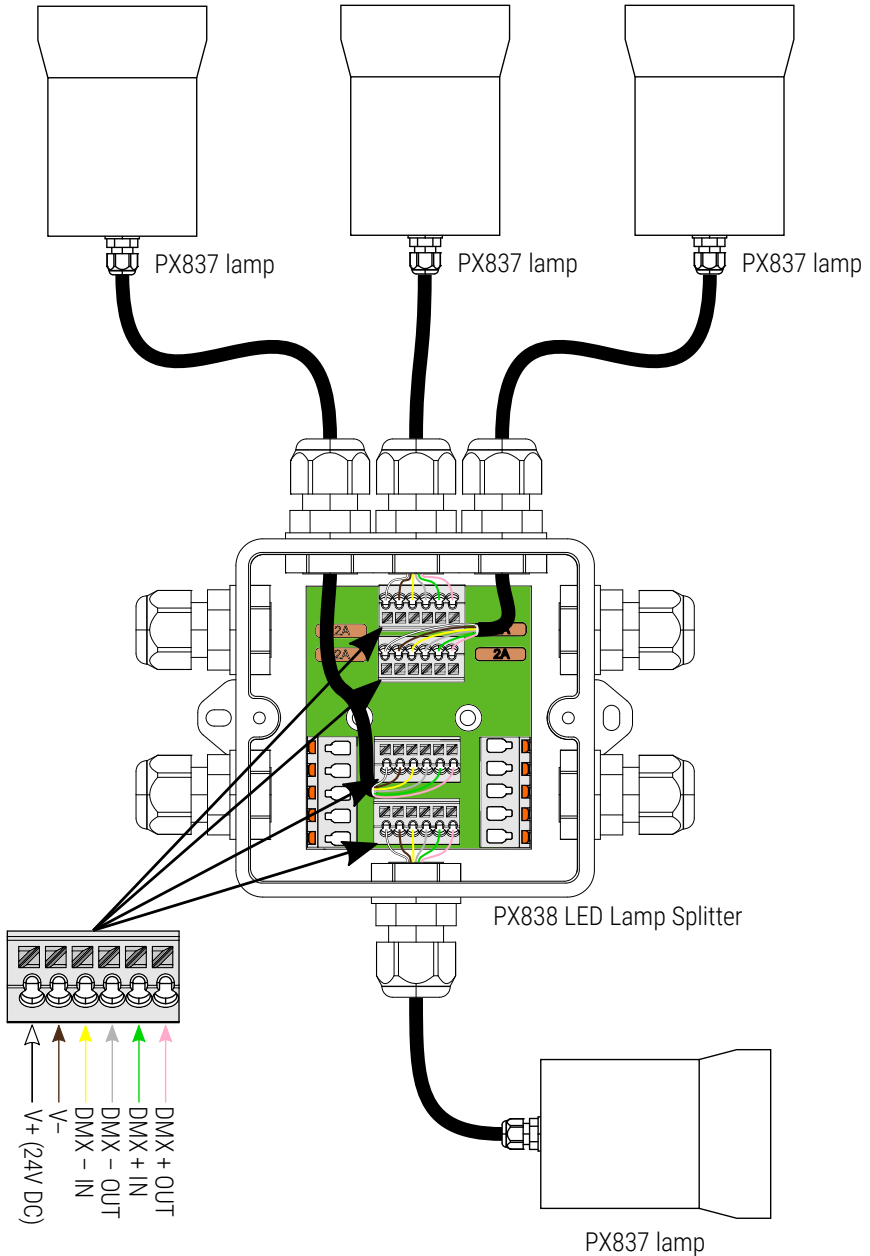 PX837 lamp
PX837 lamp
PX837 lamp
2A
2A
2A
PX838 LED Lamp Splitter
V+ (24V DC)
V-
DMX - IN
DMX - OUT
DMX + IN
DMX + OUT
PX837 lamp